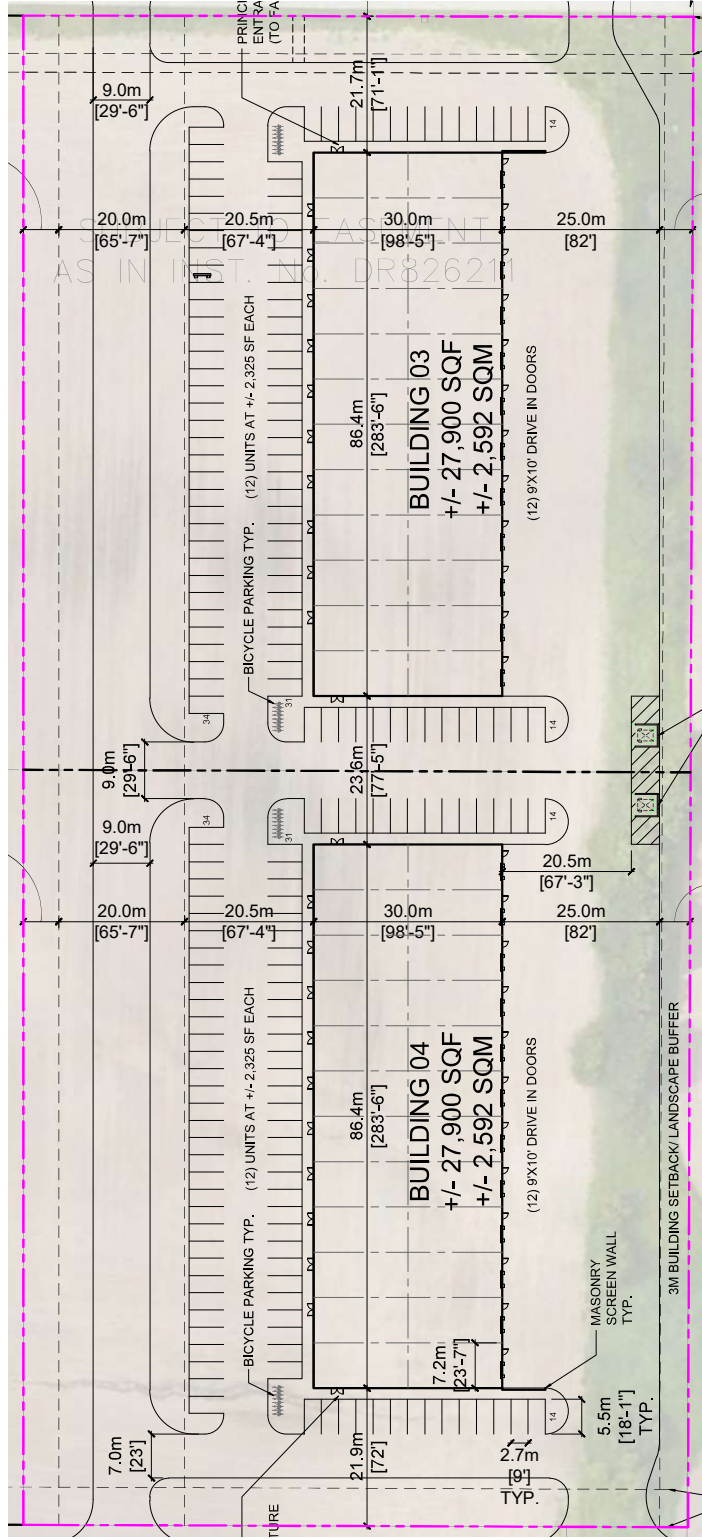 PRINCI
ENTRA
(TO FA
9.0m
[29'-6"]
21.7m
[71'-1"]
14
20.0m
[65'-7"]
20.5m
[67'-4"]
30.0m
[98'-5"]
25.0m
[82']
SUBJECT TO EASEMENT
AS IN INST. No. DR826211
(12) UNITS AT +/- 2,325 SF EACH
86.4m
[283'-6"]
BUILDING 03
+/- 27,900 SQF
+/- 2,592 SQM
(12) 9'X10' DRIVE IN DOORS
BICYCLE PARKING TYP.
34
31
14
9.0m
[29'-6"]
23.6m
[77'-5"]
9.0m
[29'-6"]
34
31
14
20.5m
[67'-3"]
20.0m
[65'-7"]
20.5m
[67'-4"]
30.0m
[98'-5"]
25.0m
[82']
(12) UNITS AT +/- 2,325 SF EACH
86.4m
[283'-6"]
BUILDING 04
+/- 27,900 SQF
+/- 2,592 SQM
(12) 9'X10' DRIVE IN DOORS
3M BUILDING SETBACK/ LANDSCAPE BUFFER
BICYCLE PARKING TYP.
MASONRY
SCREEN WALL
TYP.
7.2m
[23'-7"]
14
7.0m
[23']
21.9m
[72']
2.7m
[9']
TYP.
5.5m
[18'-1"]
TYP.
TURE